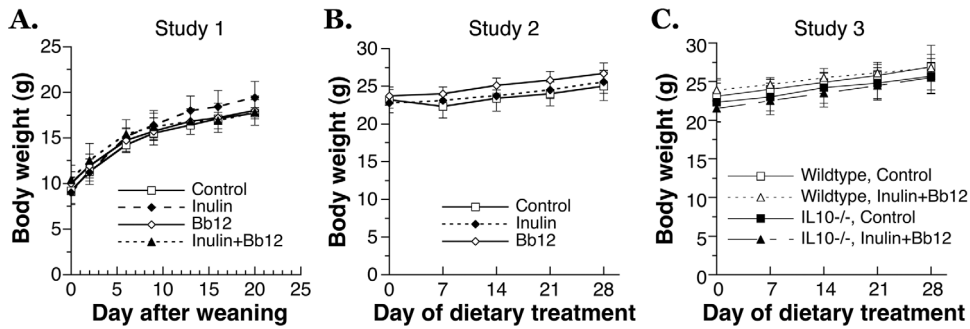 A.
Study 1
Body weight (g)
25
20
15
10
5
0
Control
Inulin
Bb12
Inulin+Bb12
0 5 10 15 20 25
Day after weaning
B.
Study 2
Body weight (g)
30
25
20
15
10
5
0
Control
Inulin
Bb12
0 7 14 21 28
Day of dietary treatment
C.
Study 3
Body weight (g)
30
25
20
15
10
5
0
Wildtype, Control
Wildtype, Inulin+Bb12
IL10-/-, Control
IL10-/-, Inulin+Bb12
0 7 14 21 28
Day of dietary treatment